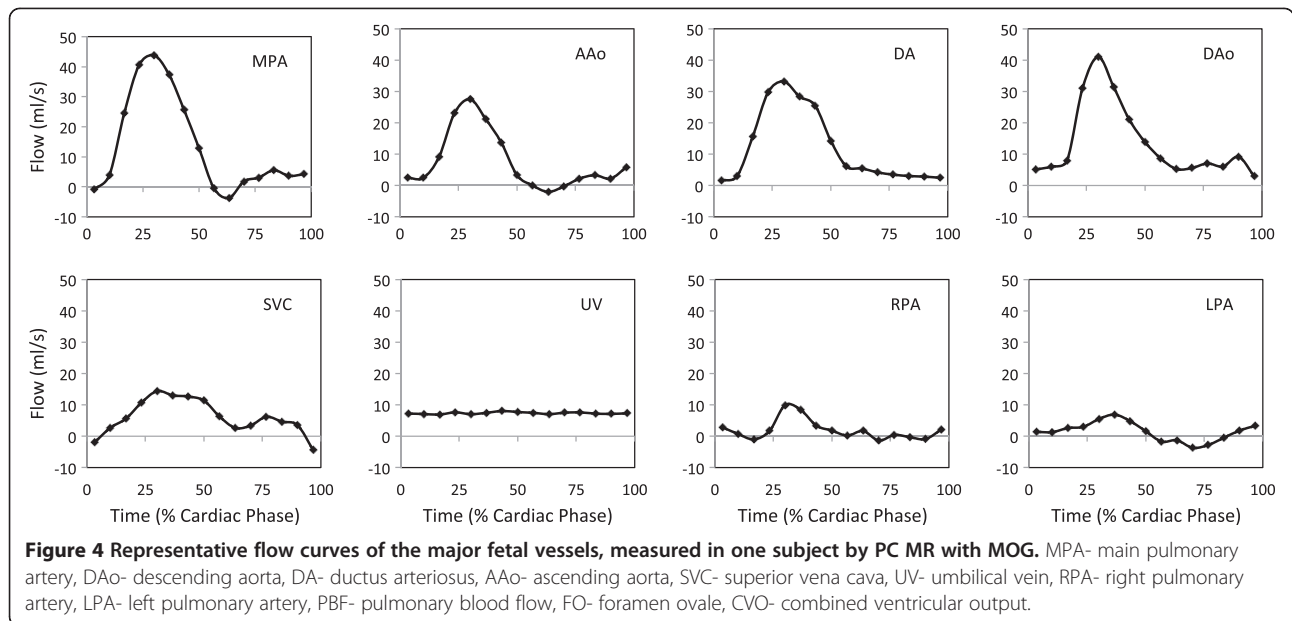 50
40
30
20
10
0
-10
0 25 50 75 100
Flow (ml/s)
MPA
50
40
30
20
10
0
-10
0 25 50 75 100
AAo
50
40
30
20
10
0
-10
0 25 50 75 100
DA
50
40
30
20
10
0
-10
0 25 50 75 100
DAo
50
40
30
20
10
0
-10
0 25 50 75 100
Flow (ml/s)
SVC
Time (% Cardiac Phase)
50
40
30
20
10
0
-10
0 25 50 75 100
UV
Time (% Cardiac Phase)
50
40
30
20
10
0
-10
0 25 50 75 100
RPA
Time (% Cardiac Phase)
50
40
30
20
10
0
-10
0 25 50 75 100
LPA
Time (% Cardiac Phase)
Figure 4 Representative flow curves of the major fetal vessels, measured in one subject by PC MR with MOG. MPA- main pulmonary
artery, DAo- descending aorta, DA- ductus arteriosus, AAo- ascending aorta, SVC- superior vena cava, UV- umbilical vein, RPA- right pulmonary
artery, LPA- left pulmonary artery, PBF- pulmonary blood flow, FO- foramen ovale, CVO- combined ventricular output.